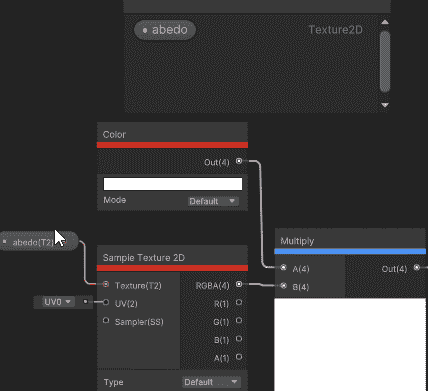 abedo Texture2D
Color
Out(4)
Mode Default
abedo(T2)
Sample Texture 2D
Texture(T2) RGBA(4)
UV0 UV(2) R(1)
Sampler(SS) G(1)
B(1)
A(1)
Type Default
Multiply
A(4) Out(4)
B(4)